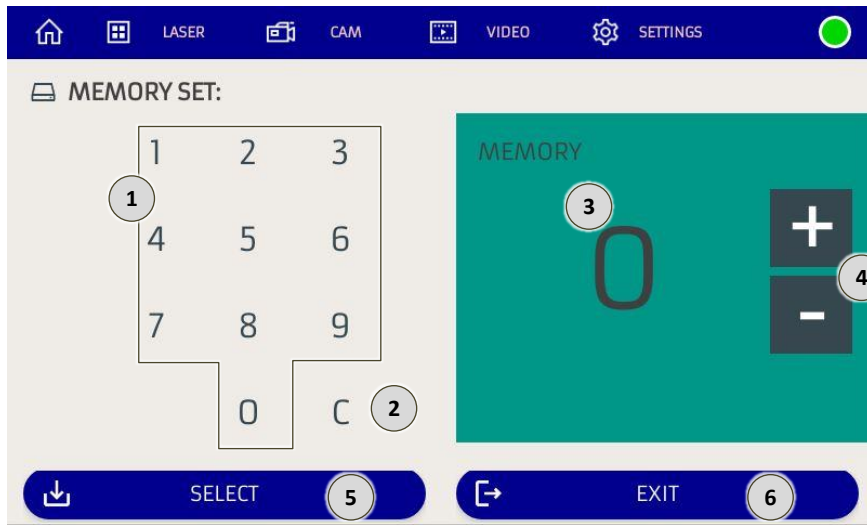 LASER CAM VIDEO SETTINGS
MEMORY SET:
1 2 3
1
4 5 6
7 8 9
0 C 2
MEMORY
3
0
+
4
-
SELECT 5
EXIT 6